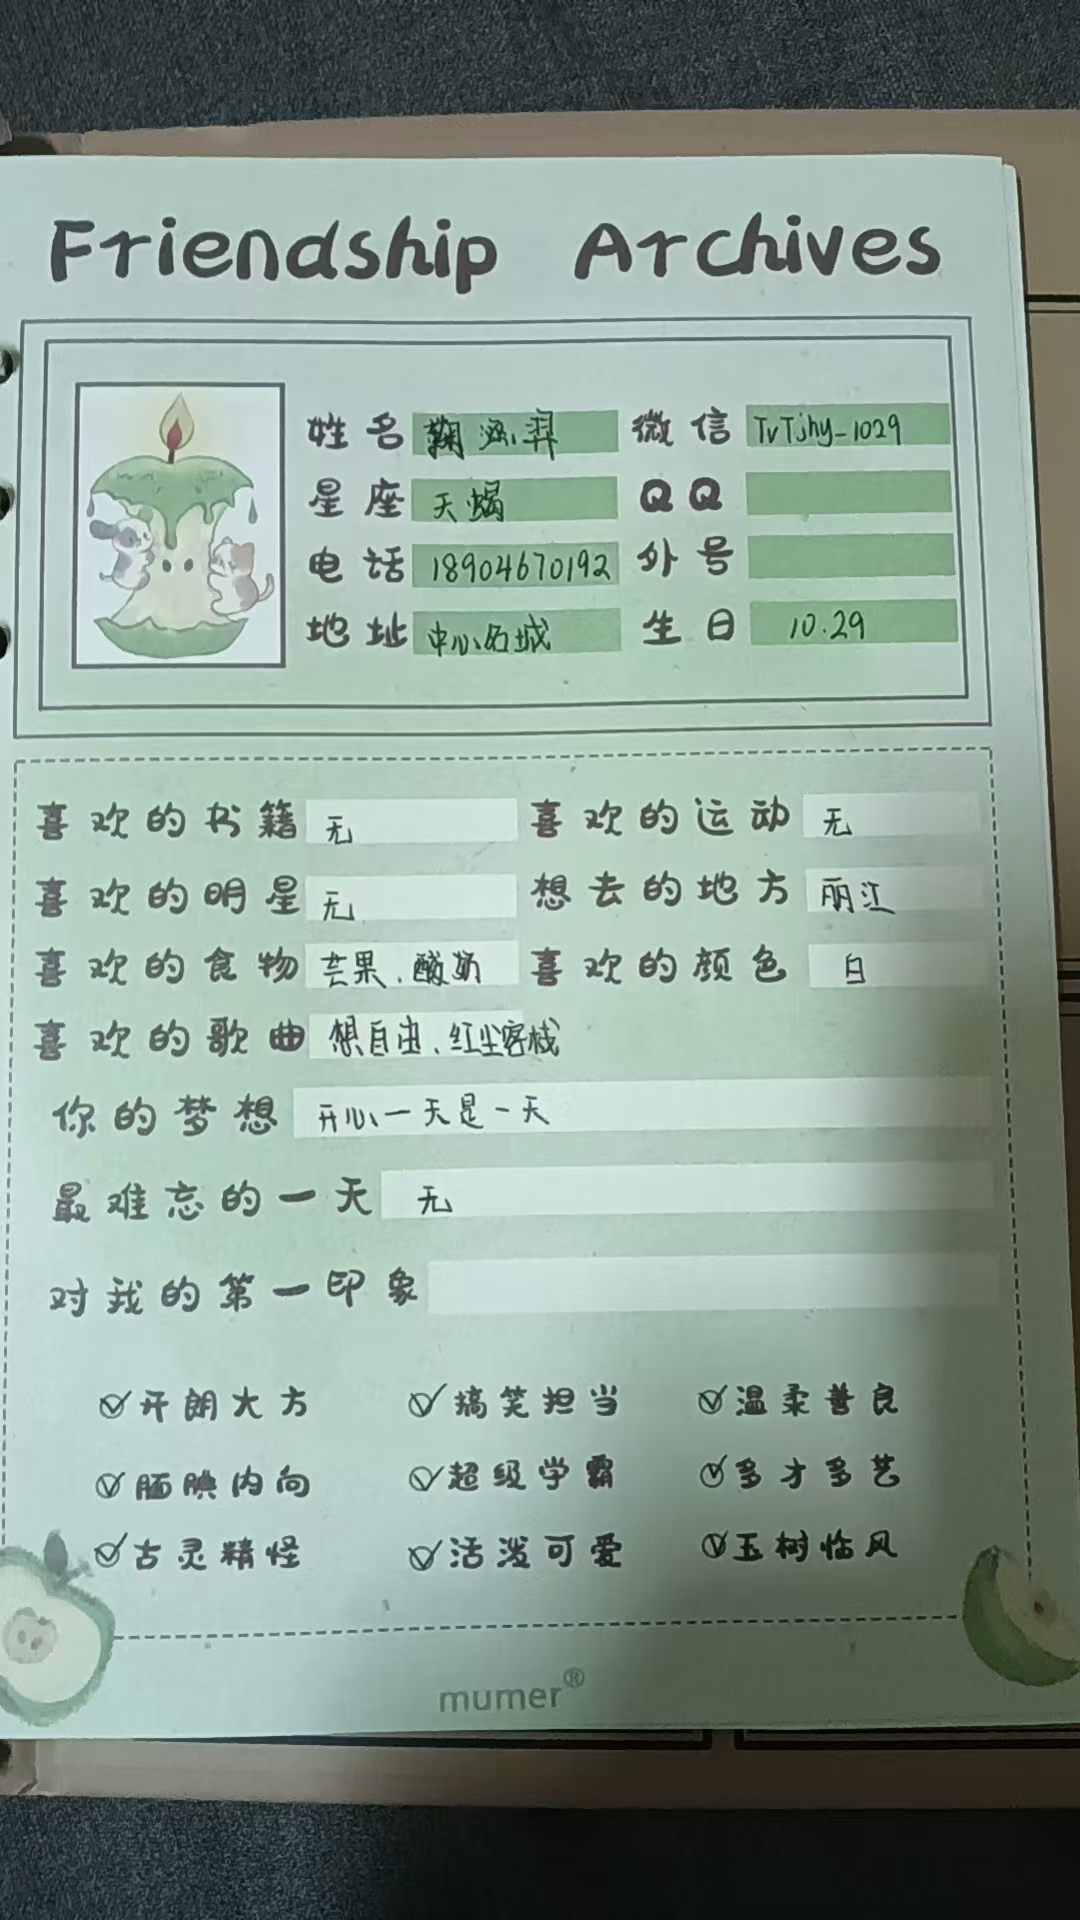 Friendship Archives
姓名 鞠涵羿 微信 TvTjhy_1029
星座 天蝎 QQ
电话 18904670192 外号
地址 中心名城 生日 10.29
喜欢的书籍 无 喜欢的运动 无
喜欢的明星 无 想去的地方 丽江
喜欢的食物 芒果、酸奶 喜欢的颜色 白
喜欢的歌曲 想自由、红尘客栈
你的梦想 开心一天是一天
最难忘的一天 无
对我的第一印象
开朗大方 搞笑担当 温柔善良
腼腆内向 超级学霸 多才多艺
古灵精怪 活泼可爱 玉树临风
mumer®